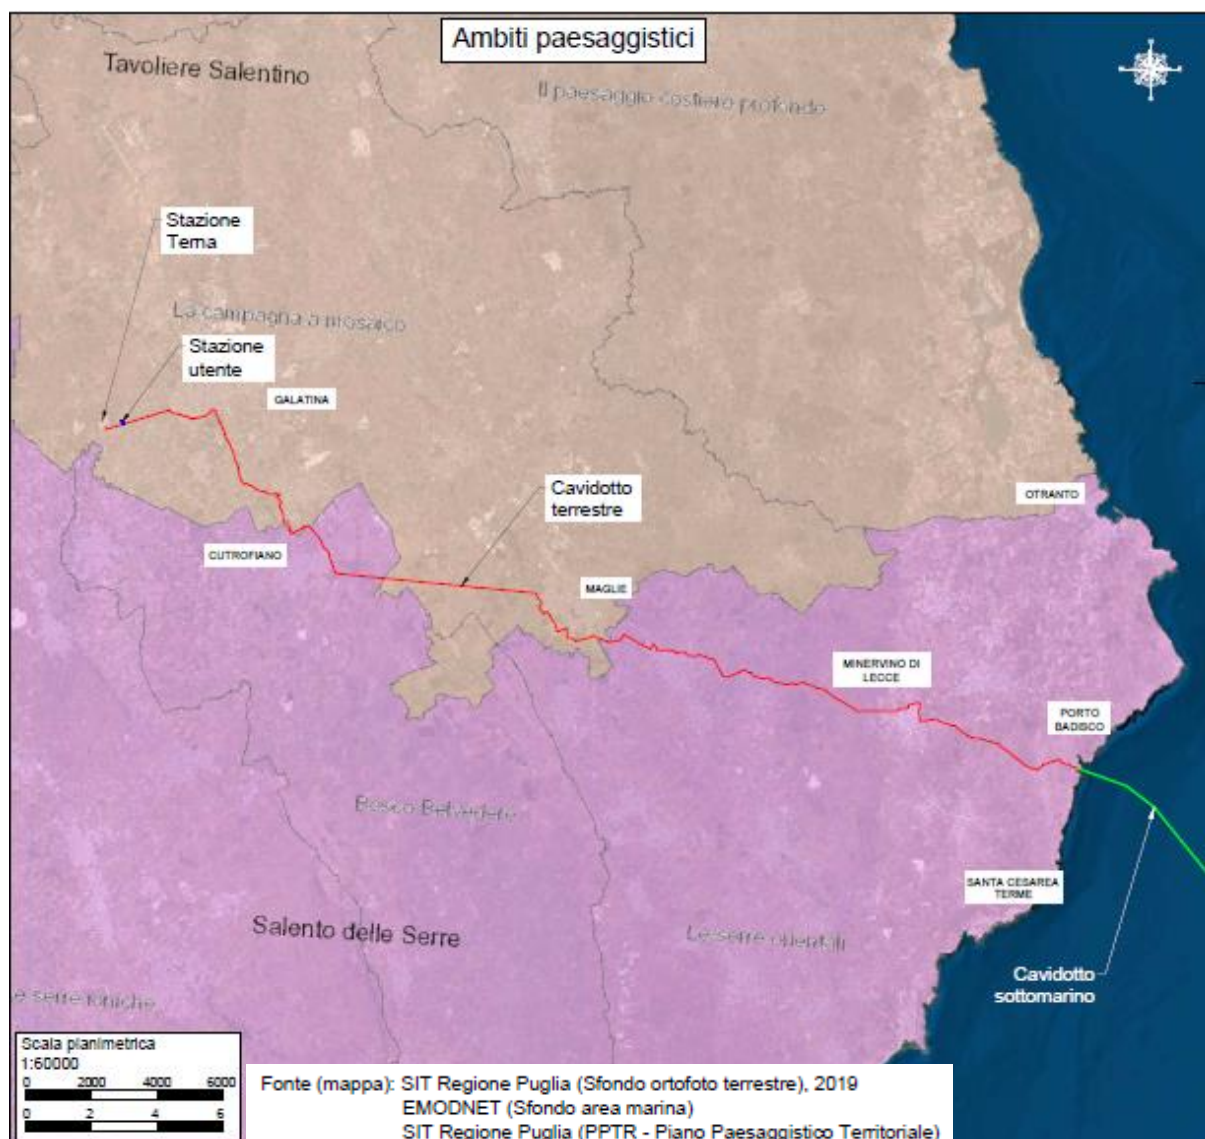 Ambiti paesaggistici
Tavoliere Salentino
Il paesaggio costiero profondo
Stazione
Terna
La campagna a mosaico
Stazione
utente
GALATINA
Cavidotto
terrestre
OTRANTO
CUTROFIANO
MAGLIE
MINERVINO DI
LECCE
PORTO
BADISCO
Bosco Belvedere
SANTA CESAREA
TERME
Salento delle Serre
Le serre orientali
Cavidotto
sottomarino
e serre ioniche
Scala planimetrica
1:60000
0 2000 4000 6000
0 2 4 6
Fonte (mappa): SIT Regione Puglia (Sfondo ortofoto terrestre), 2019
EMODNET (Sfondo area marina)
SIT Regione Puglia (PPTR - Piano Paesaggistico Territoriale)